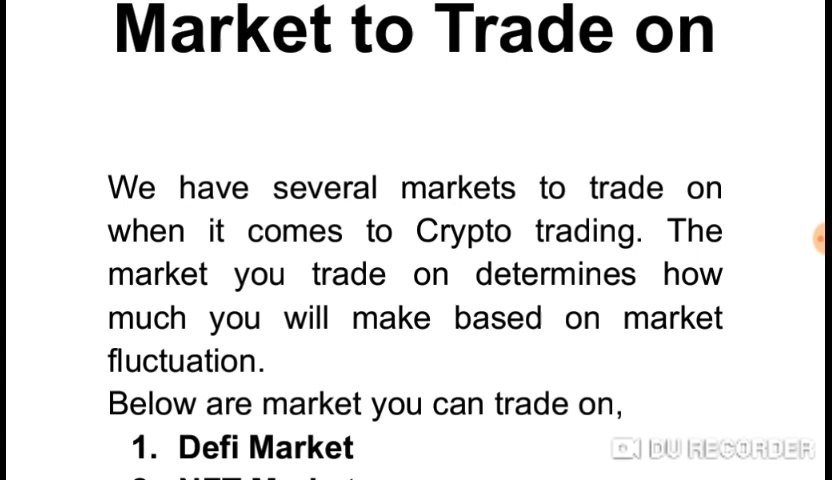 Market to Trade on
We have several markets to trade on
when it comes to Crypto trading. The
market you trade on determines how
much you will make based on market
fluctuation.
Below are market you can trade on,
1. Defi Market
DU RECORDER